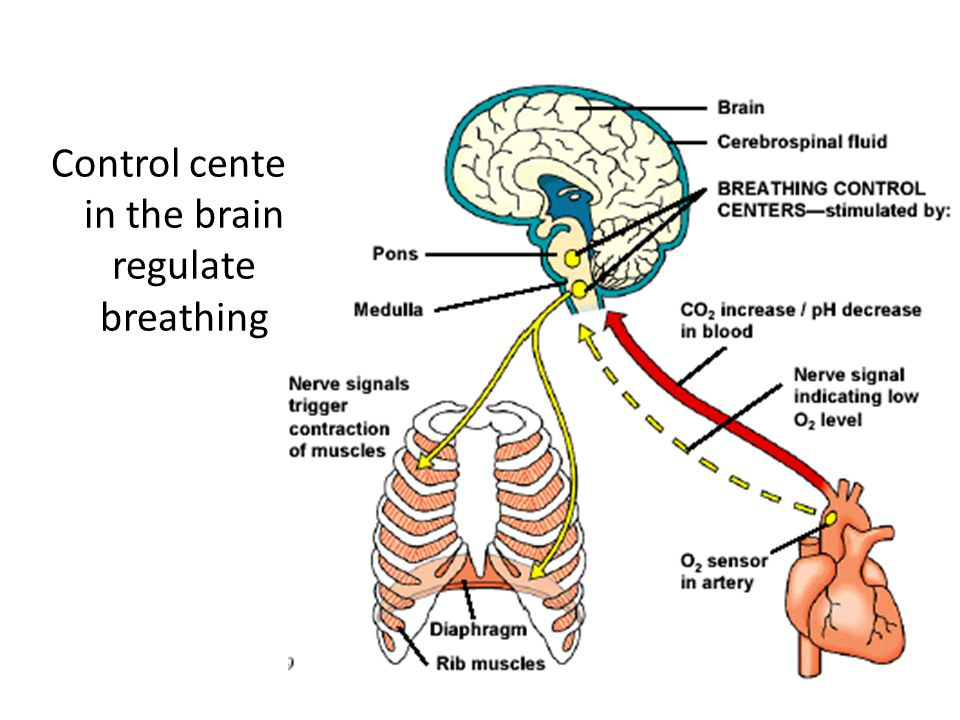 Control cente
in the brain
regulate
breathing
Brain
Cerebrospinal fluid
BREATHING CONTROL
CENTERS—stimulated by:
Pons
Medulla
CO₂ increase / pH decrease
in blood
Nerve signal
indicating low
O₂ level
Nerve signals
trigger
contraction
of muscles
O₂ sensor
in artery
Diaphragm
Rib muscles
9